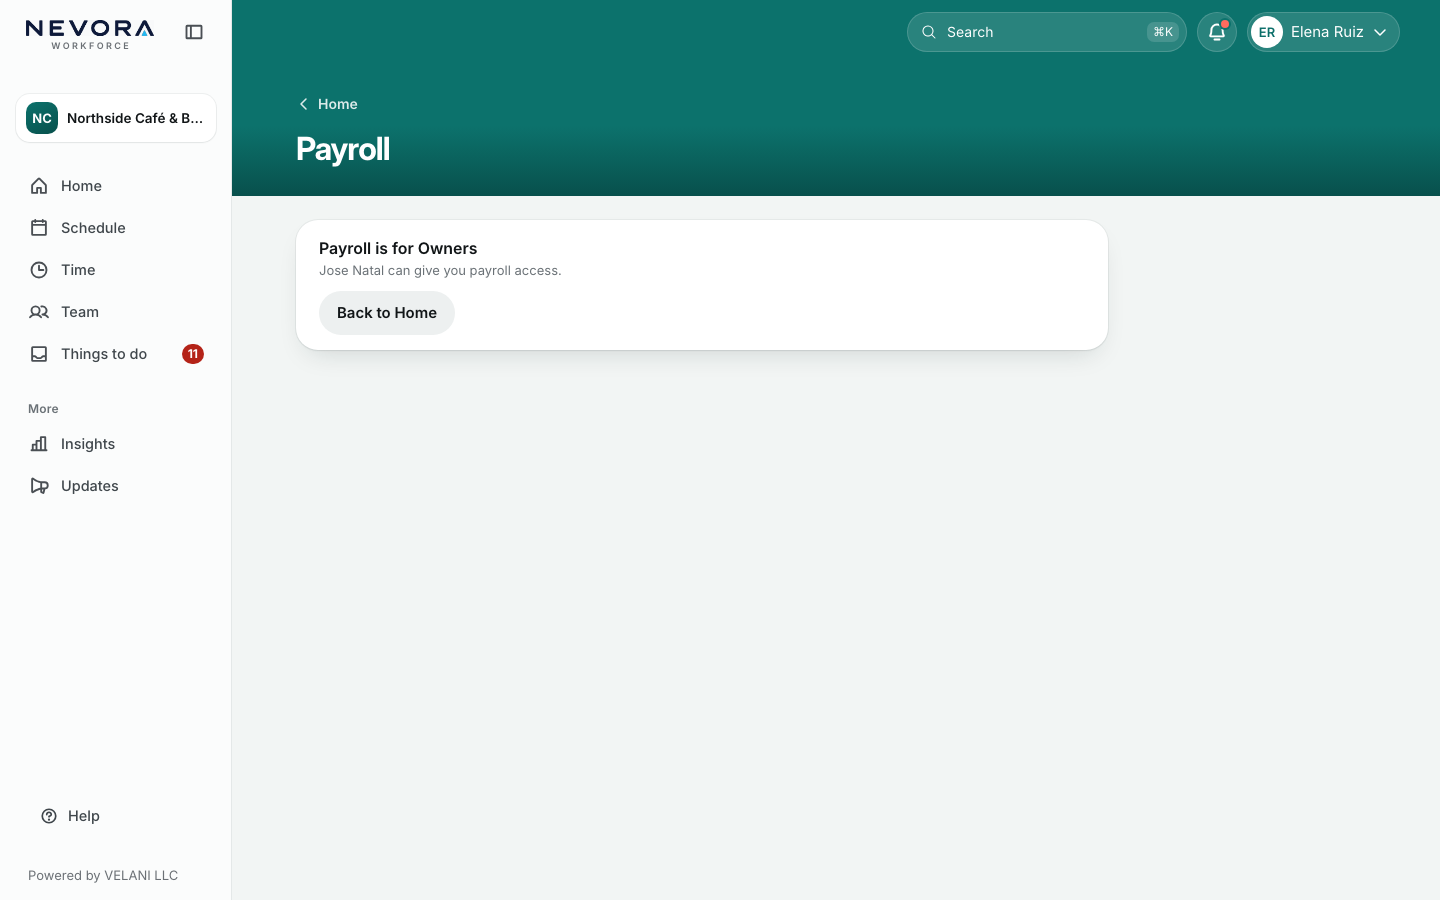 NEVORA
WORKFORCE
Search
⌘K
ER
Elena Ruiz
NC
Northside Café & B...
Home
Schedule
Time
Team
Things to do
11
More
Insights
Updates
Help
Powered by VELANI LLC
Home
Payroll
Payroll is for Owners
Jose Natal can give you payroll access.
Back to Home